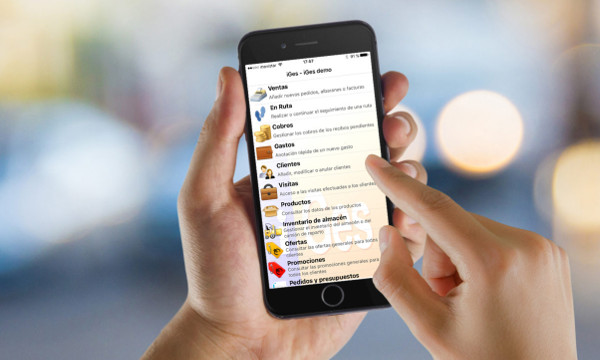 movistar 17:47 91 %
iGes - iGes demo
Ventas
Añadir nuevos pedidos, albaranes o facturas
En Ruta
Realizar o continuar el seguimiento de una ruta
Cobros
Gestionar los cobros de los recibos pendientes
Gastos
Anotación rápida de un nuevo gasto
Clientes
Añadir, modificar o anular clientes
Visitas
Acceso a las visitas efectuadas a los clientes
Productos
Consultar los datos de los productos
Inventario de almacén
Gestionar el inventario del almacén o del
camión de reparto
Ofertas
Consultar las ofertas generales para todos los
clientes
Promociones
Consultar las promociones generales para
todos los clientes
Pedidos y presupuestos